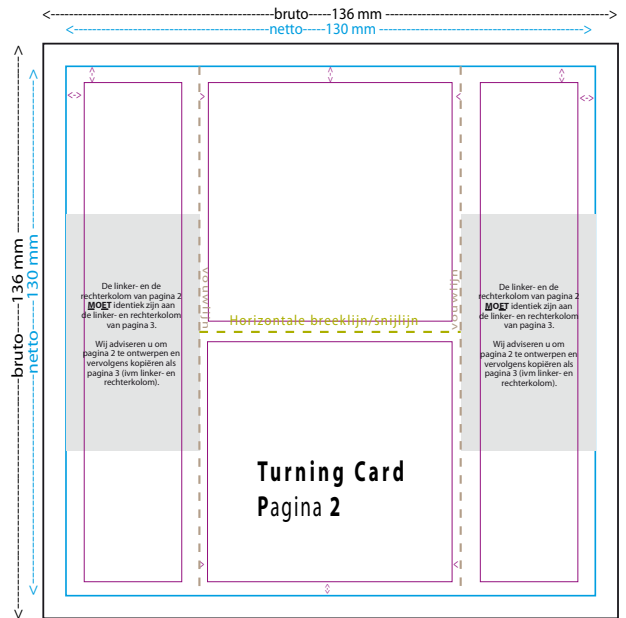 <-----bruto-----136 mm ----->
<-----netto-----130 mm ----->
<-----bruto-----136 mm ----->
<-----netto-----130 mm ----->
De linker- en de
rechterkolom van pagina 2
MOET identiek zijn aan
de linker- en rechterkolom
van pagina 3.
Wij adviseren u om
pagina 2 te ontwerpen en
vervolgens kopiëren als
pagina 3 (ivm linker- en
rechterkolom).
vouwlijn
Horizontale breeklijn/snijlijn
vouwlijn
De linker- en de
rechterkolom van pagina 2
MOET identiek zijn aan
de linker- en rechterkolom
van pagina 3.
Wij adviseren u om
pagina 2 te ontwerpen en
vervolgens kopiëren als
pagina 3 (ivm linker- en
rechterkolom).
Turning Card
Pagina 2